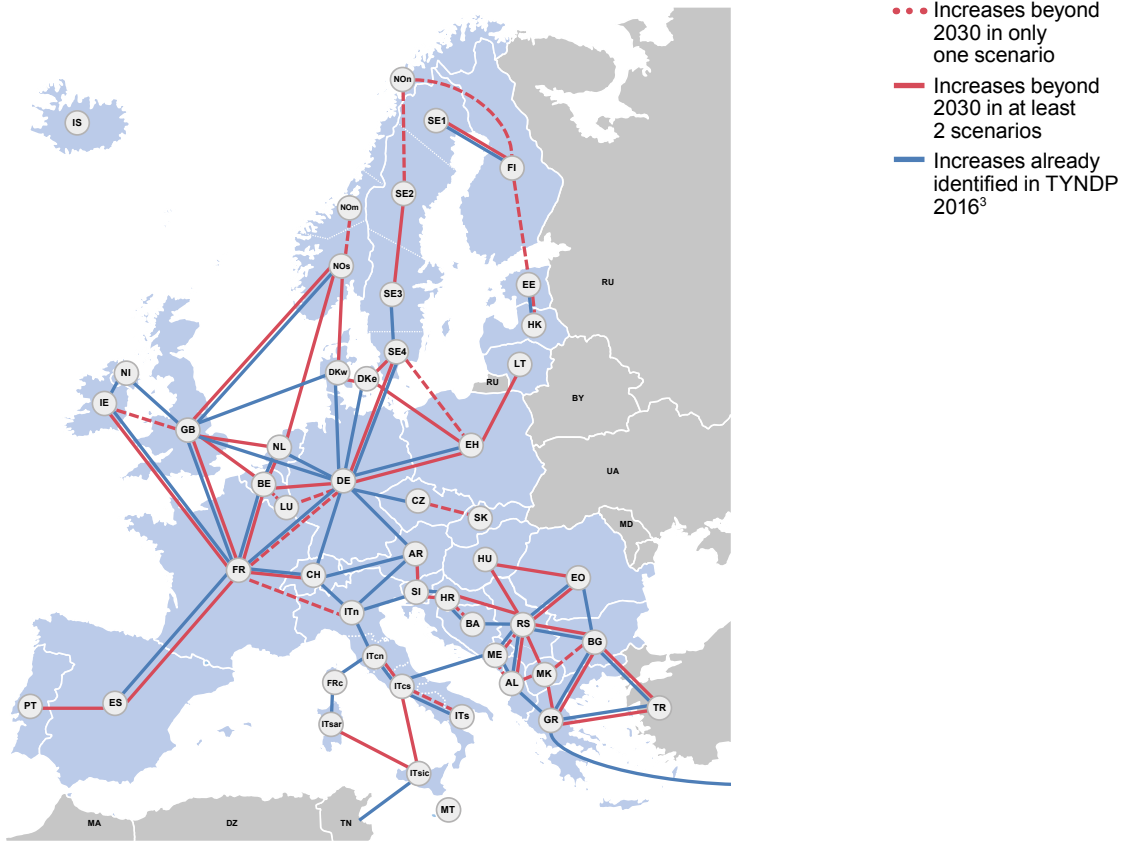 Increases beyond
2030 in only
one scenario
Increases beyond
2030 in at least
2 scenarios
Increases already
identified in TYNDP
2016³
NOn
IS
SE1
FI
SE2
NOm
NOs
RU
EE
SE3
HK
SE4
LT
NI
DKw
DKe
RU
BY
IE
GB
NL
EH
UA
BE
DE
LU
CZ
SK
MD
AR
HU
FR
CH
EO
SI
HR
ITn
BA
RS
BG
ITcn
ME
MK
FRc
ITcs
AL
PT
ES
ITs
TR
ITsar
GR
ITsic
MT
MA
DZ
TN